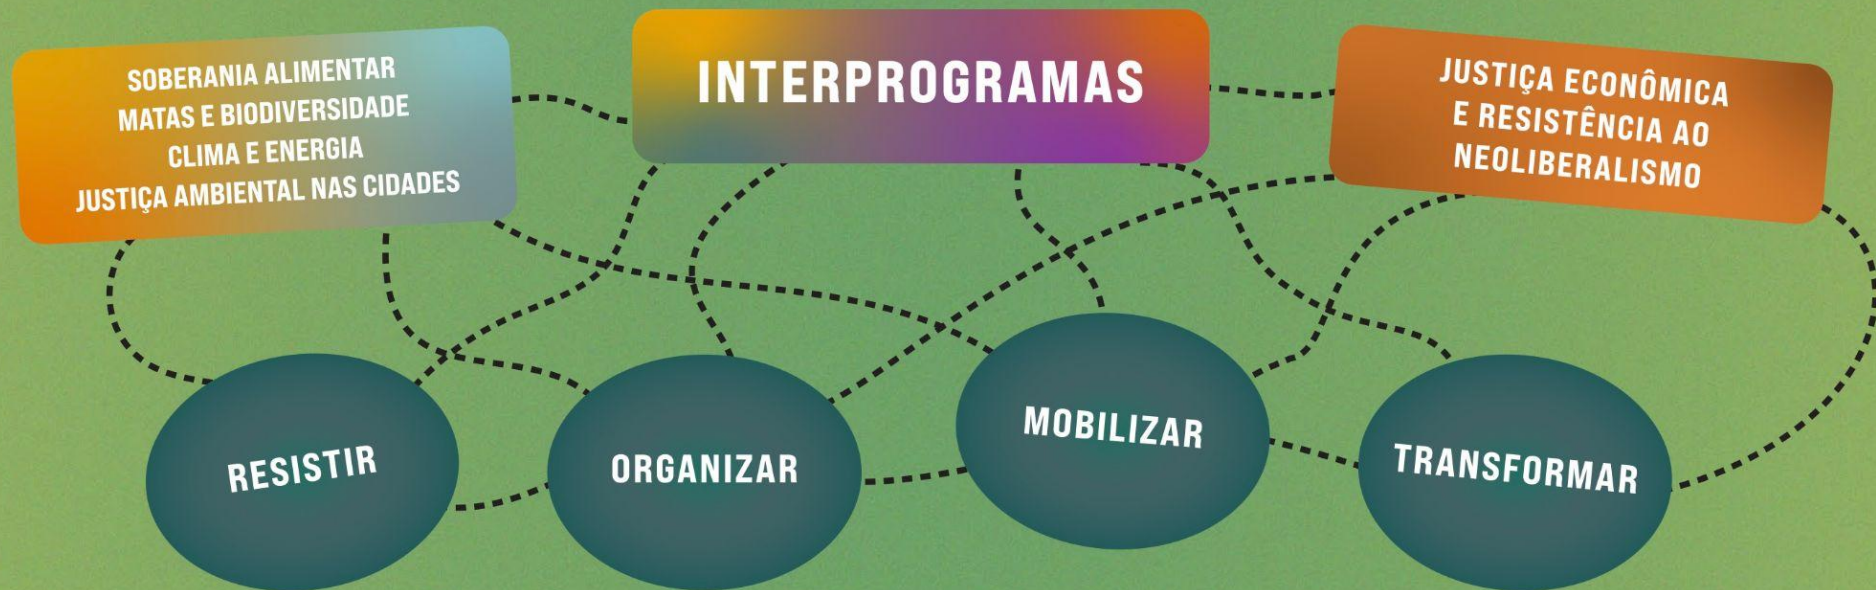 SOBERANIA ALIMENTAR
MATAS E BIODIVERSIDADE
CLIMA E ENERGIA
JUSTIÇA AMBIENTAL NAS CIDADES
INTERPROGRAMAS
JUSTIÇA ECONÔMICA
E RESISTÊNCIA AO
NEOLIBERALISMO
RESISTIR
ORGANIZAR
MOBILIZAR
TRANSFORMAR